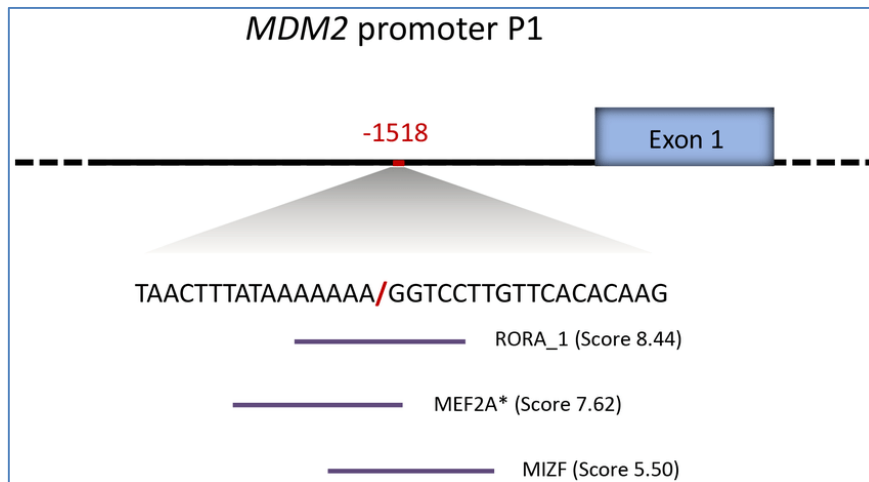 MDM2 promoter P1
-1518
Exon 1
TAACTTTATAAAAAAA/GGTCCTTGTTCACACAAG
RORA_1 (Score 8.44)
MEF2A* (Score 7.62)
MIZF (Score 5.50)